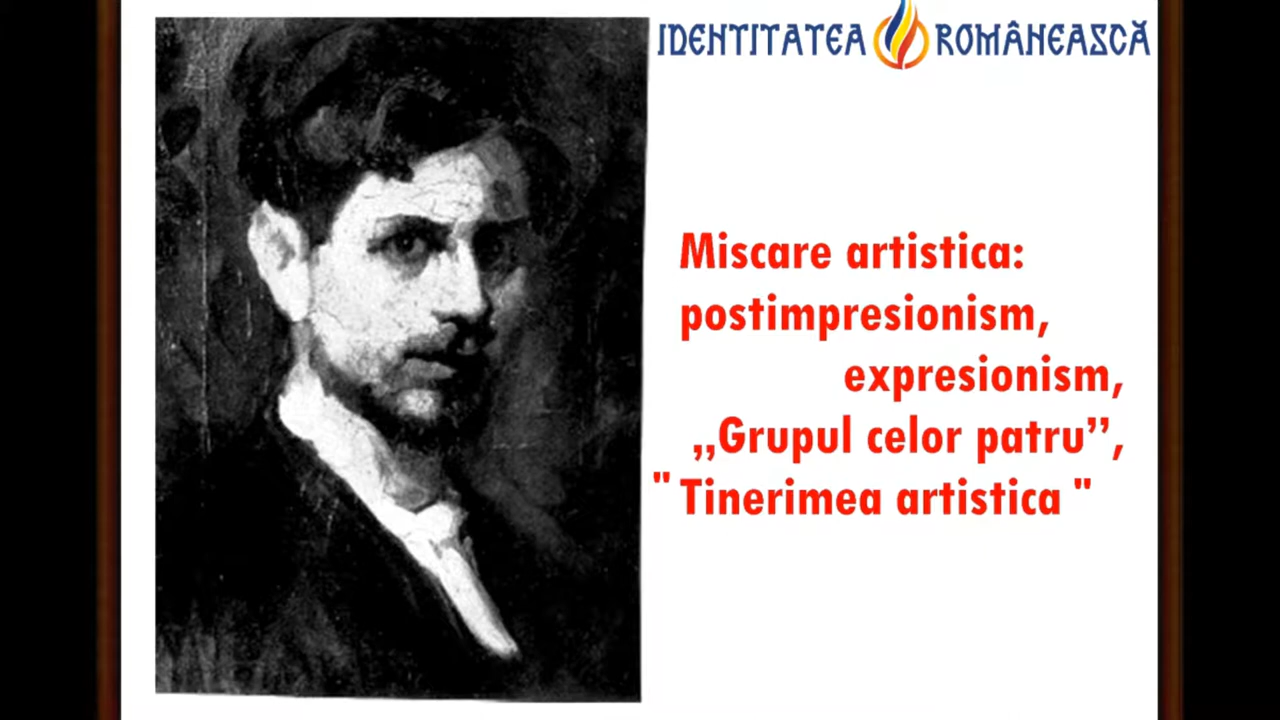 IDENTITATEA ROMÂNEASCĂ
Miscare artistica:
postimpresionism,
expresionism,
„Grupul celor patru”,
" Tinerimea artistica "